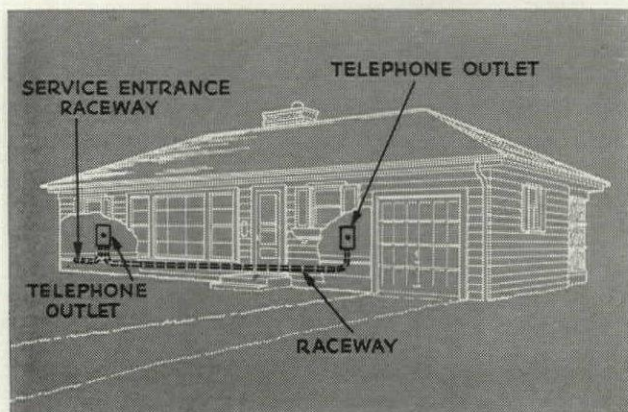 TELEPHONE OUTLET
SERVICE ENTRANCE
RACEWAY
TELEPHONE
OUTLET
RACEWAY